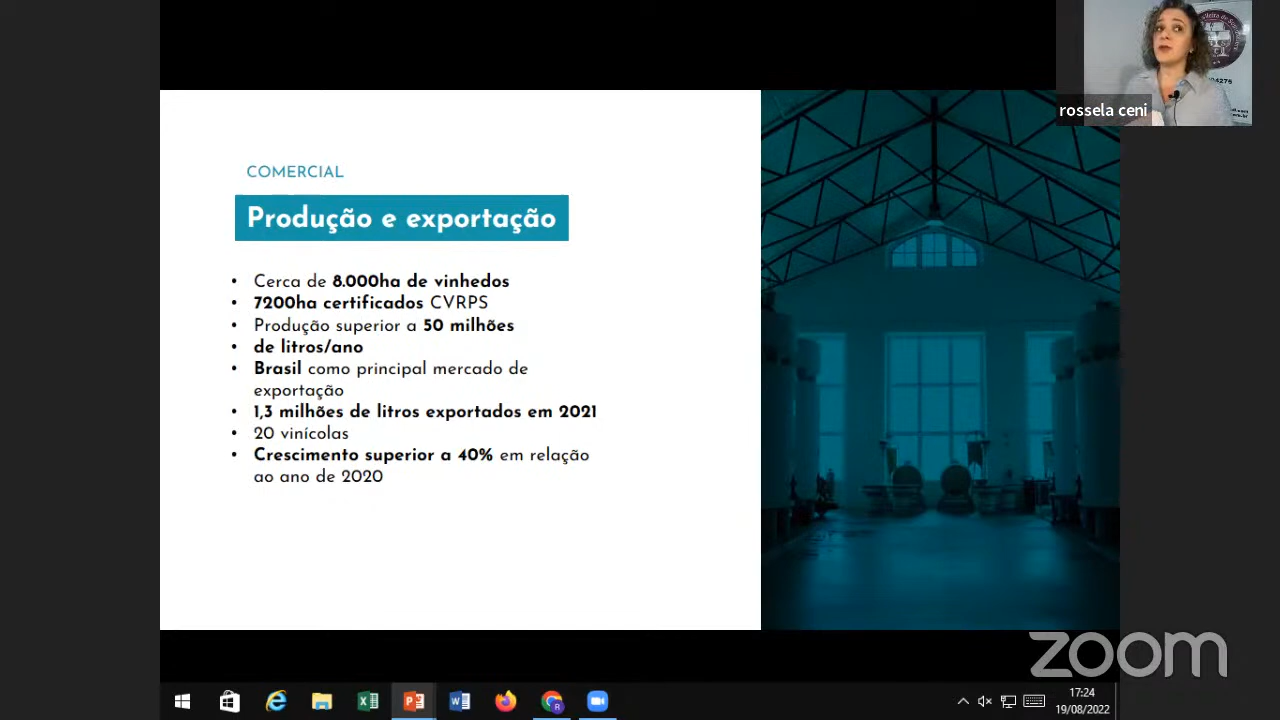 rossela ceni
COMERCIAL
Produção e exportação
• Cerca de 8.000ha de vinhedos
• 7200ha certificados CVRPS
• Produção superior a 50 milhões
• de litros/ano
• Brasil como principal mercado de
exportação
• 1,3 milhões de litros exportados em 2021
• 20 vinícolas
• Crescimento superior a 40% em relação
ao ano de 2020
zoom
17:24
19/08/2022